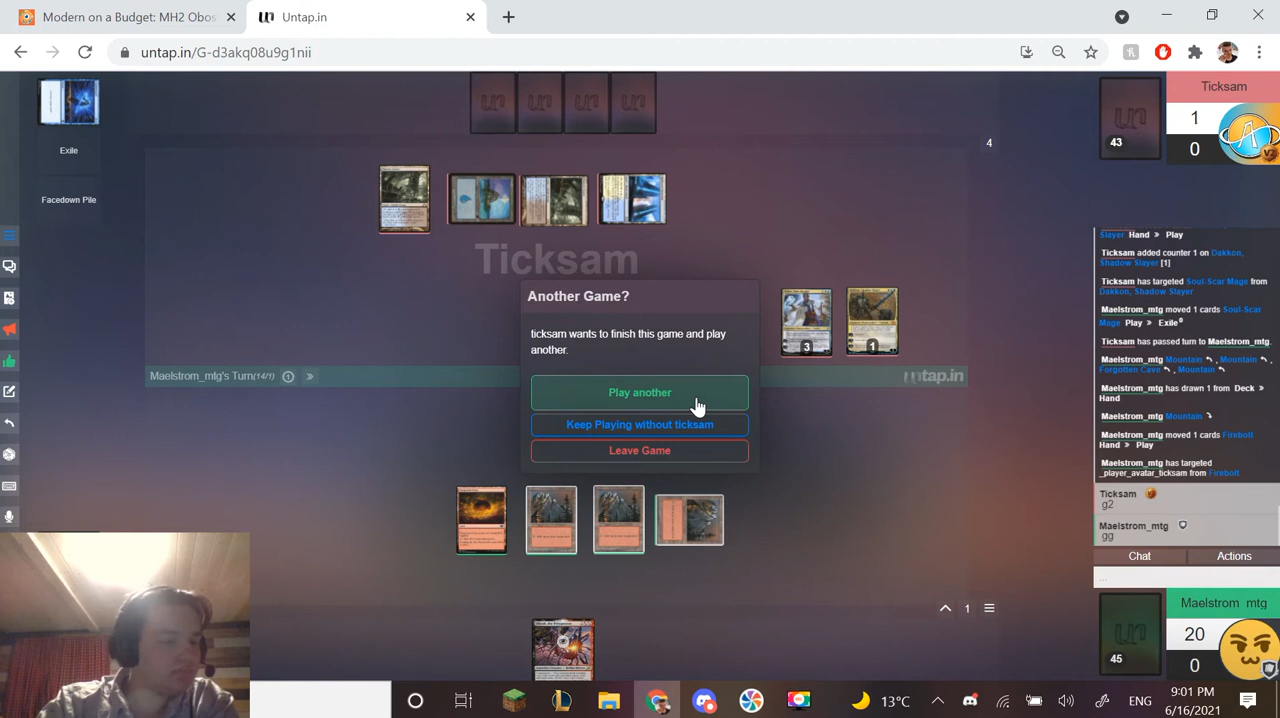 Modern on a Budget: MH2 Obos
Untap.in
untap.in/G-d3akq08u9g1nii
Exile
Facedown Pile
4
43
Ticksam
1
0
Ticksam
Another Game?
ticksam wants to finish this game and play
another.
Play another
Keep Playing without ticksam
Leave Game
3
1
Maelstrom_mtg's Turn(14/1)
untap.in
Slayer Hand » Play
Ticksam added counter 1 on Dakkon,
Shadow Slayer [1]
Ticksam has targeted Soul-Scar Mage from
Dakkon, Shadow Slayer
Maelstrom_mtg moved 1 cards Soul-Scar
Mage Play » Exile
Ticksam has passed turn to Maelstrom_mtg.
Maelstrom_mtg Mountain , Mountain ,
Forgotten Cave , Mountain
Maelstrom_mtg has drawn 1 from Deck »
Hand
Maelstrom_mtg Mountain
Maelstrom_mtg moved 1 cards Firebolt
Hand » Play
Maelstrom_mtg has targeted
_player_avatar_ticksam from Firebolt
Ticksam
g2
Maelstrom_mtg
gg
Chat
Actions
...
1
Maelstrom_mtg
20
0
45
13°C
ENG
9:01 PM
6/16/2021